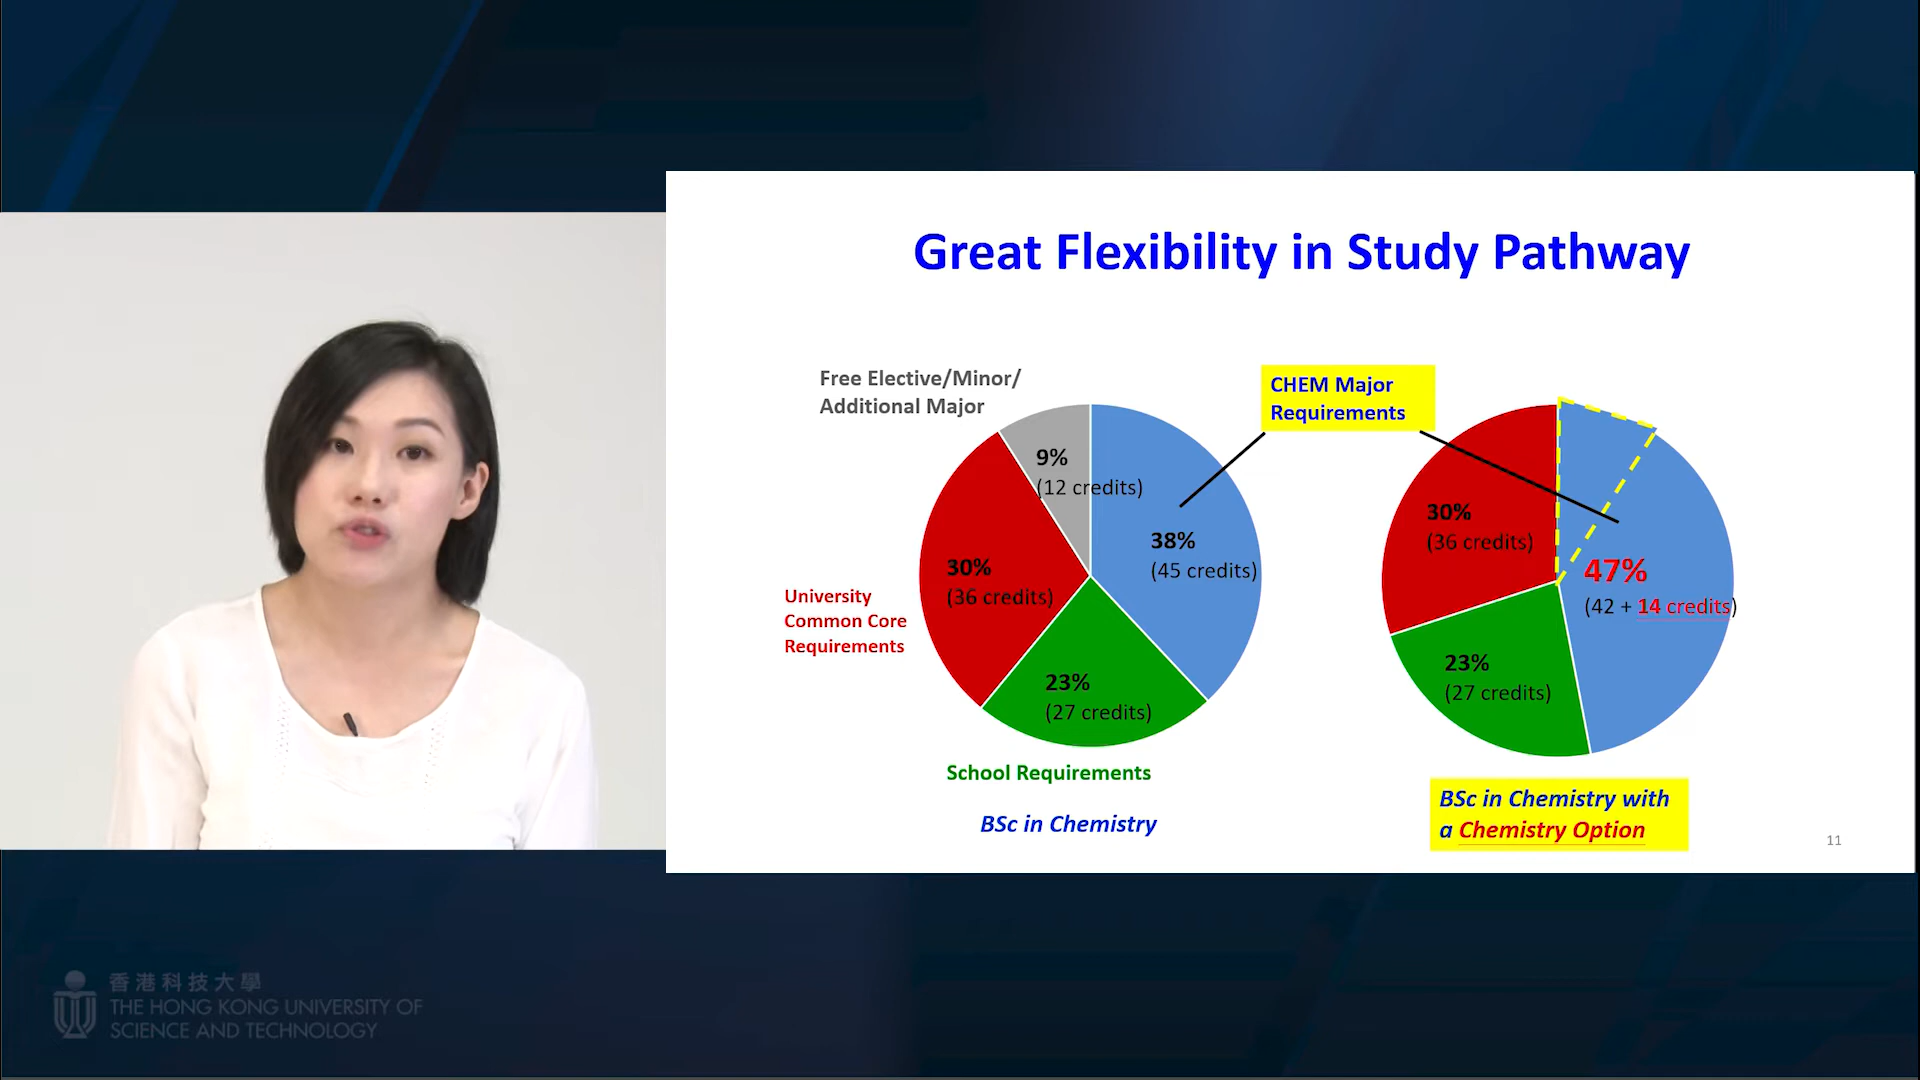 Great Flexibility in Study Pathway
Free Elective/Minor/
Additional Major
CHEM Major
Requirements
9%
(12 credits)
38%
(45 credits)
30%
(36 credits)
University
Common Core
Requirements
23%
(27 credits)
School Requirements
BSc in Chemistry
30%
(36 credits)
47%
(42 + 14 credits)
23%
(27 credits)
BSc in Chemistry with
a Chemistry Option
11
香港科技大學
THE HONG KONG UNIVERSITY OF
SCIENCE AND TECHNOLOGY